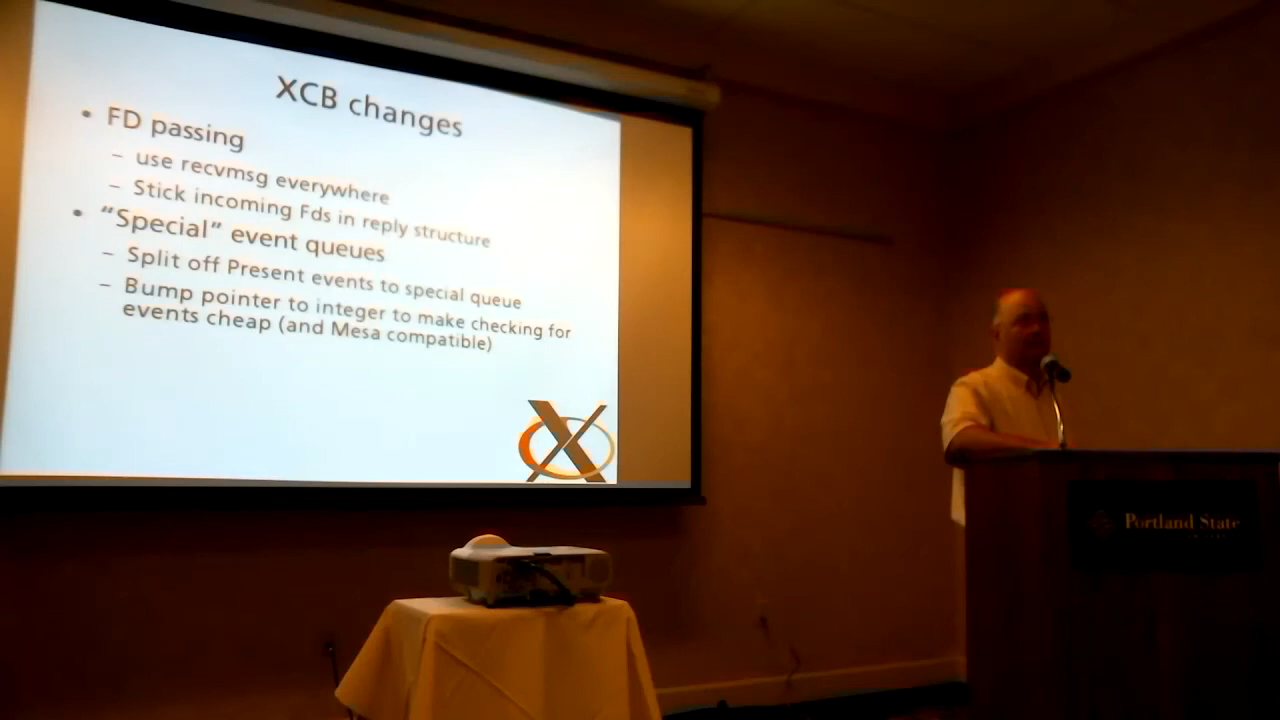 XCB changes
• FD passing
– use recvmsg everywhere
– Stick incoming Fds in reply structure
• “Special” event queues
– Split off Present events to special queue
– Bump pointer to integer to make checking for
events cheap (and Mesa compatible)
Portland State